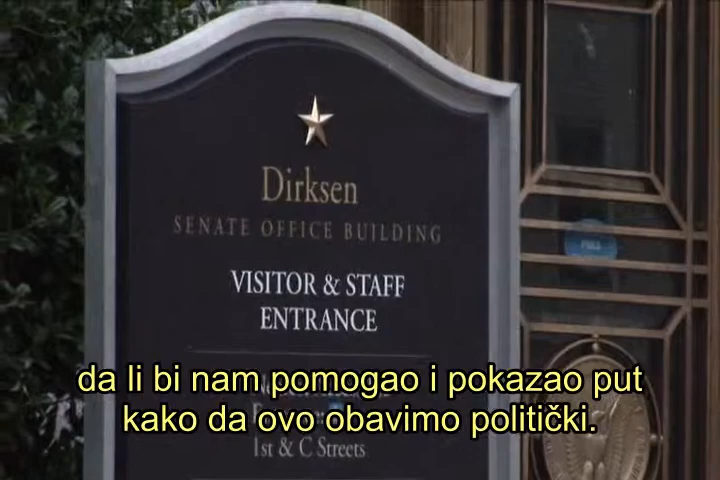 Dirksen
SENATE OFFICE BUILDING
VISITOR & STAFF
ENTRANCE
da li bi nam pomogao i pokazao put
kako da ovo obavimo politički.
1st & C Streets